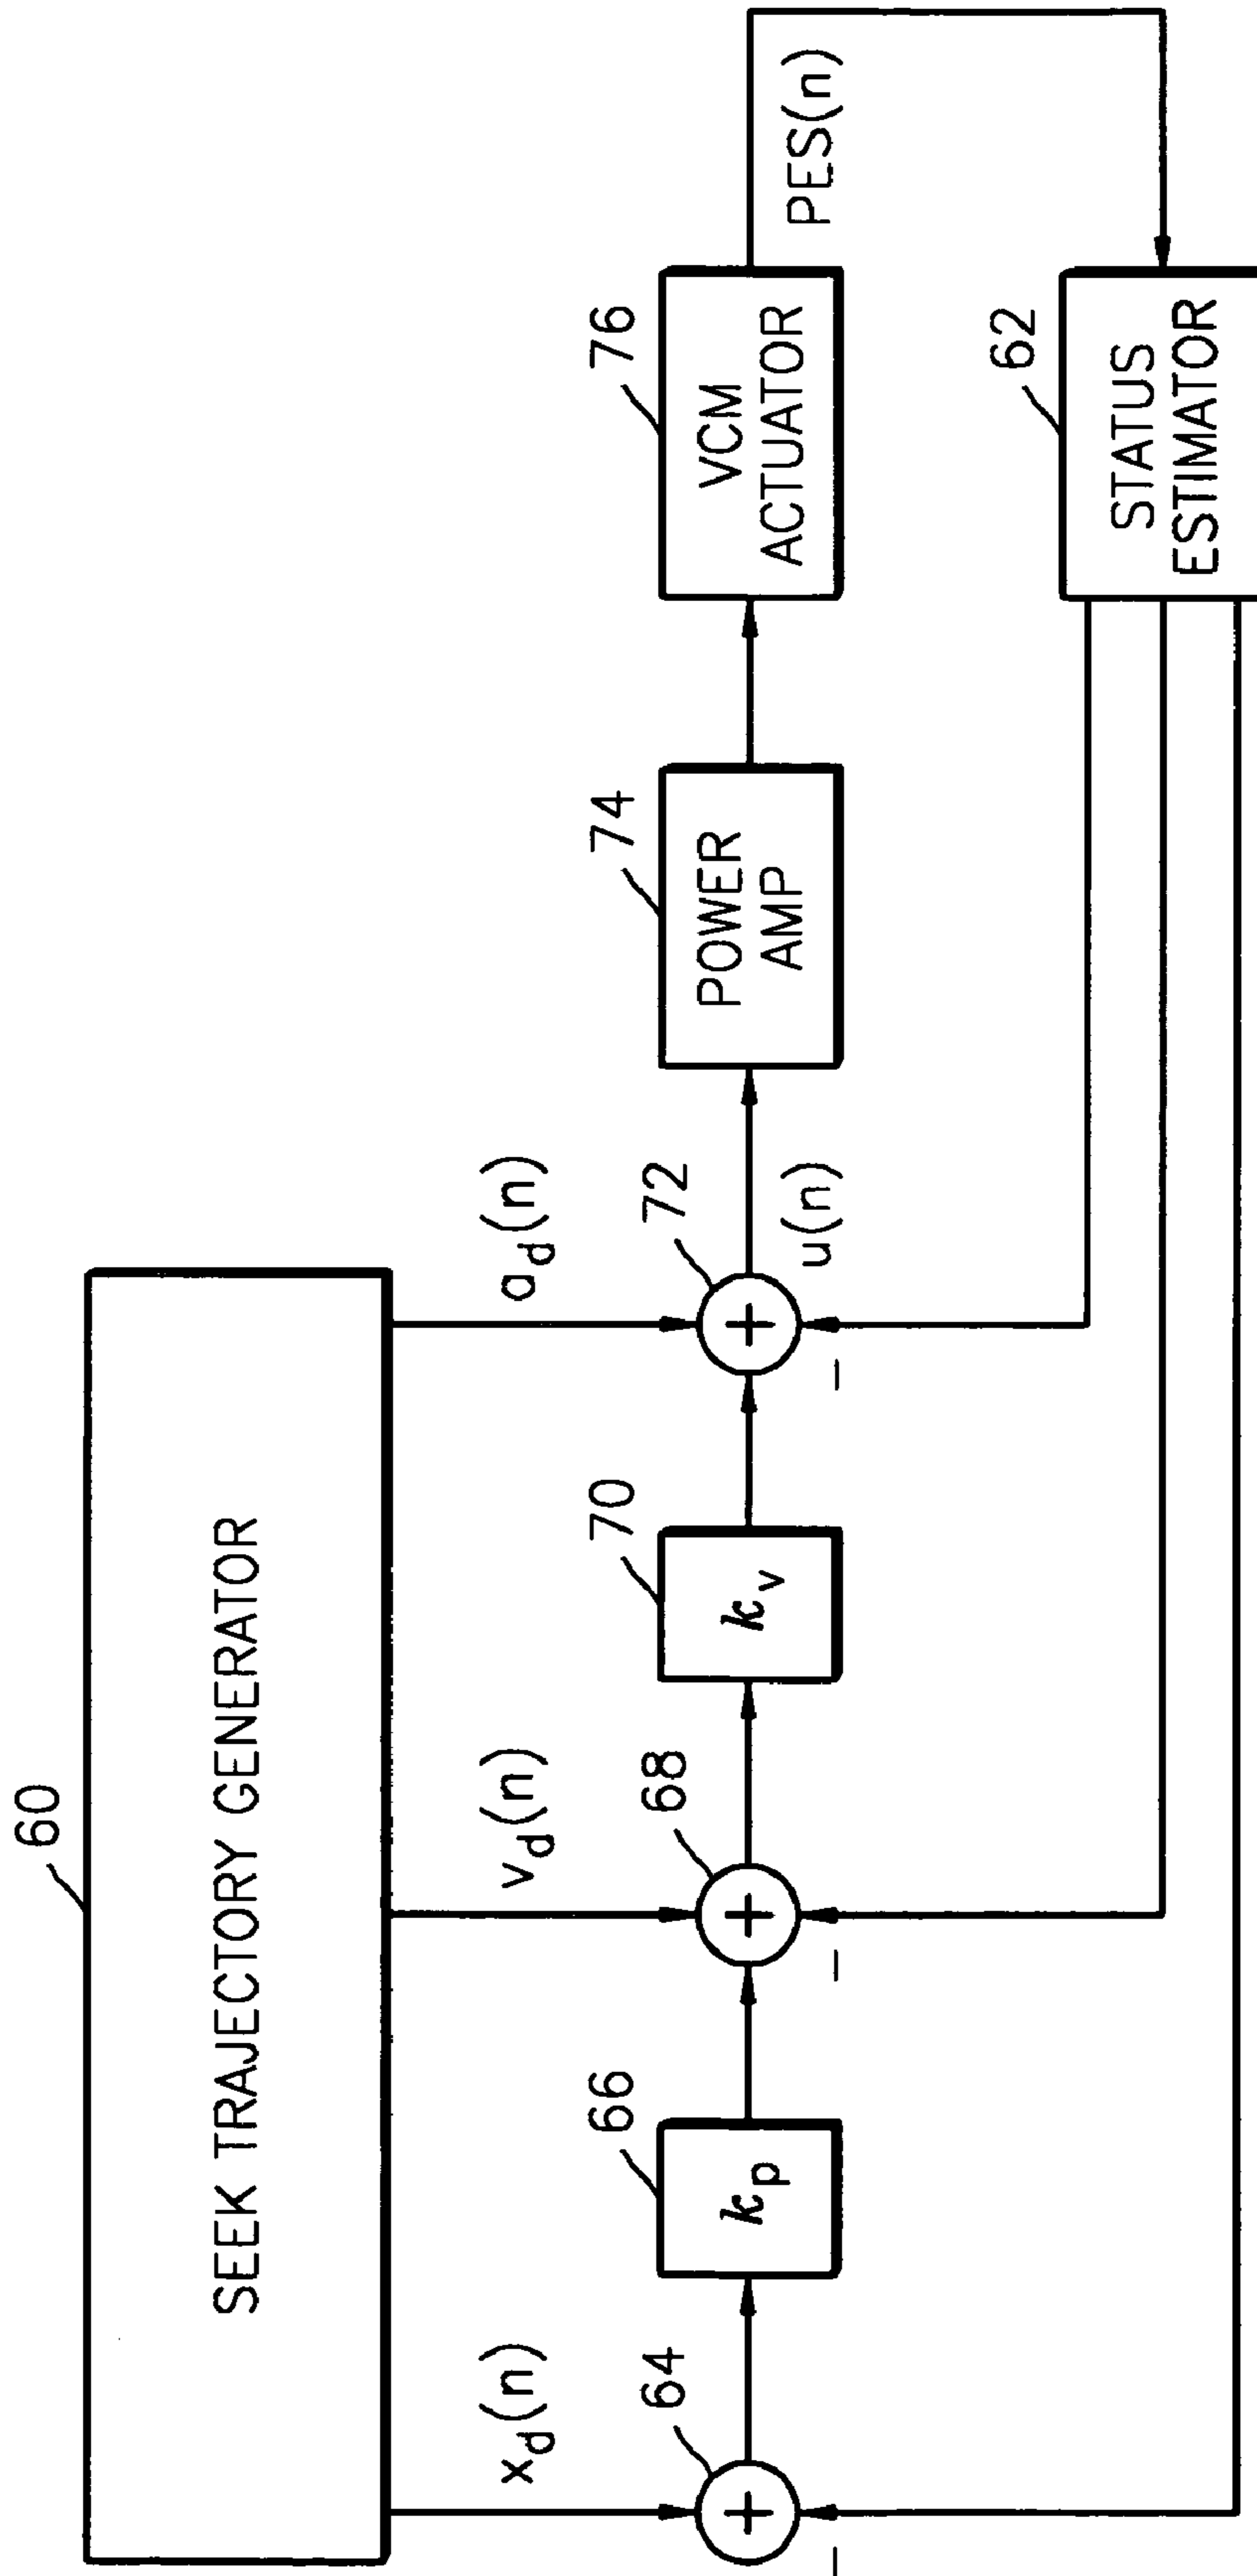 60
SEEK TRAJECTORY GENERATOR
x_d(n)
v_d(n)
a_d(n)
64
66
68
70
72
74
76
+
k_p
+
k_v
+
POWER
AMP
VCM
ACTUATOR
−
−
−
u(n)
PES(n)
62
STATUS
ESTIMATOR